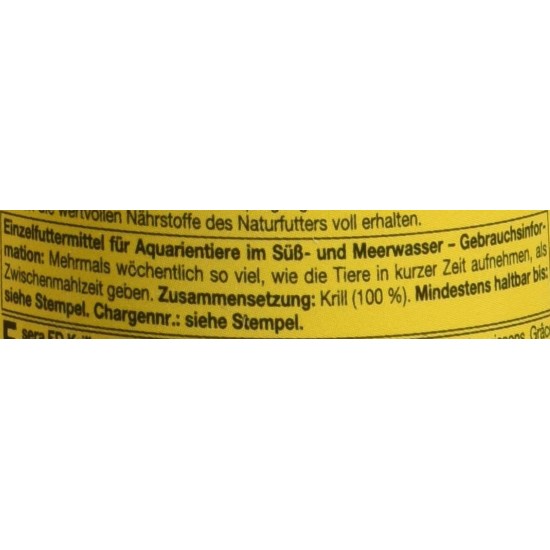 wertvollen Nährstoffe des Naturfutters voll erhalten.
Einzelfuttermittel für Aquarientiere im Süß- und Meerwasser – Gebrauchsinfor-
mation: Mehrmals wöchentlich so viel, wie die Tiere in kurzer Zeit aufnehmen, als
Zwischenmahlzeit geben. Zusammensetzung: Krill (100 %). Mindestens haltbar bis:
siehe Stempel. Chargennr.: siehe Stempel.
sera FD